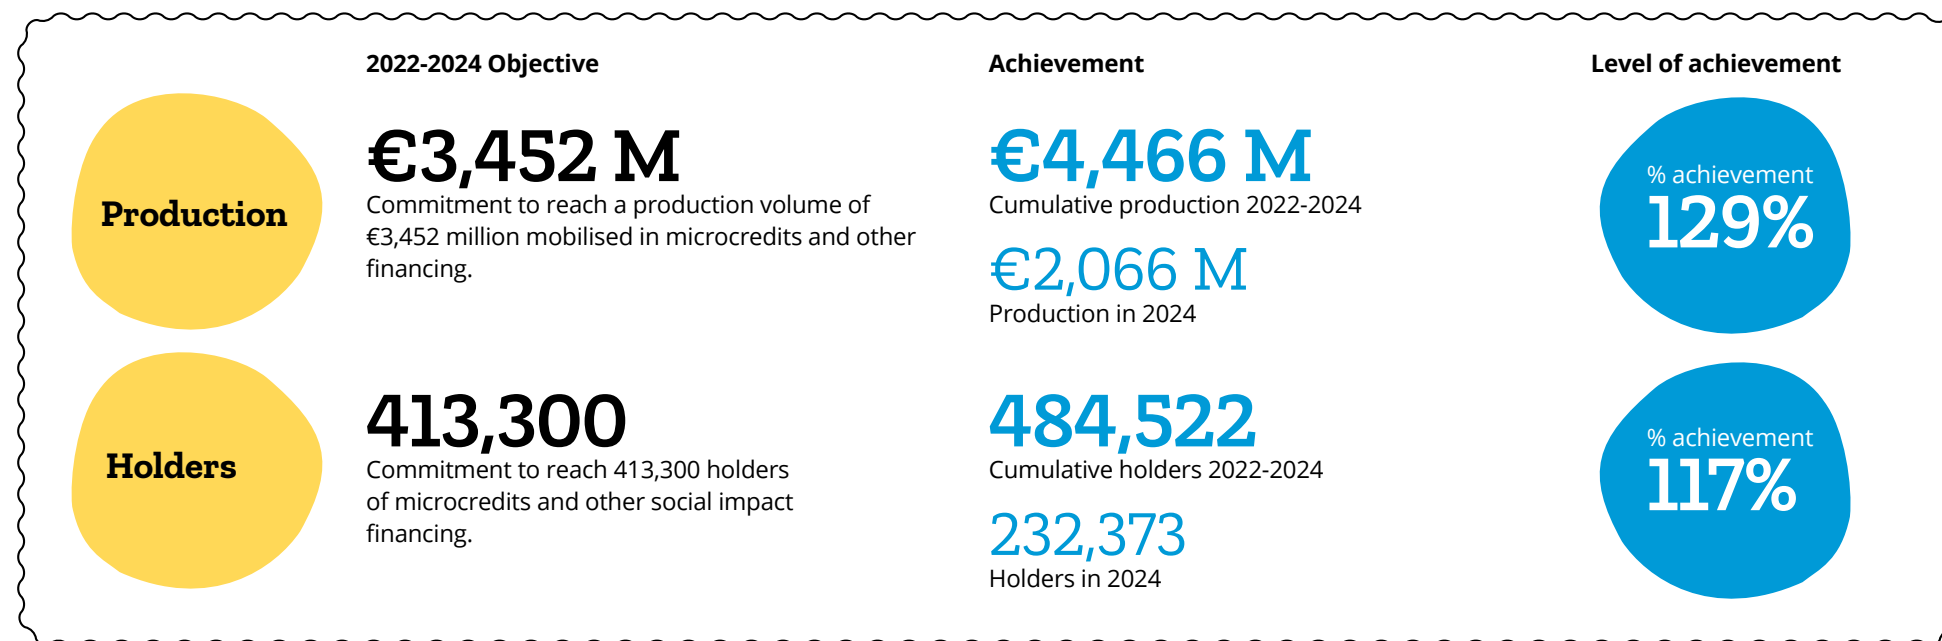 2022-2024 Objective
Achievement
Level of achievement
Production
€3,452 M
Commitment to reach a production volume of
€3,452 million mobilised in microcredits and other
financing.
€4,466 M
Cumulative production 2022-2024
€2,066 M
Production in 2024
% achievement
129%
Holders
413,300
Commitment to reach 413,300 holders
of microcredits and other social impact
financing.
484,522
Cumulative holders 2022-2024
232,373
Holders in 2024
% achievement
117%